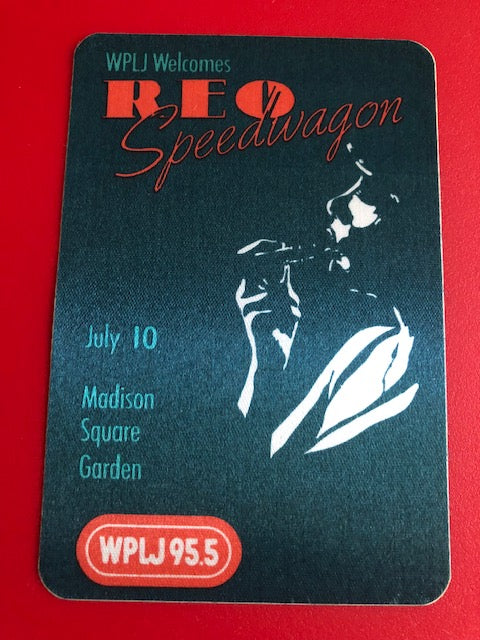 WPLJ Welcomes
REO
Speedwagon
July 10
Madison
Square
Garden
WPLJ 95.5